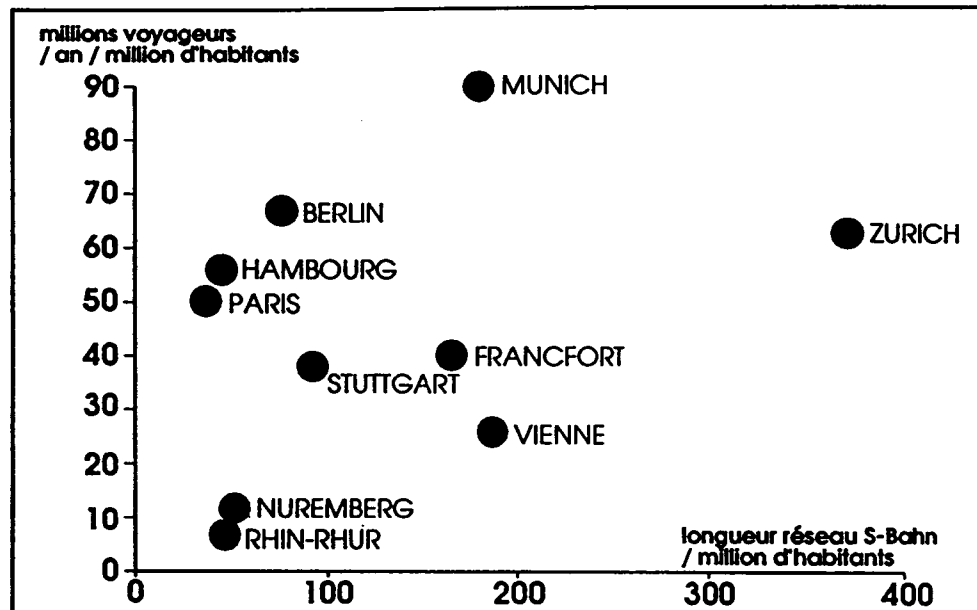 millions voyageurs
/ an / million d'habitants
90
80
70
60
50
40
30
20
10
0
MUNICH
BERLIN
ZURICH
HAMBOURG
PARIS
FRANCFORT
STUTTGART
VIENNE
NUREMBERG
RHIN-RHUR
longueur réseau S-Bahn
/ million d'habitants
0 100 200 300 400